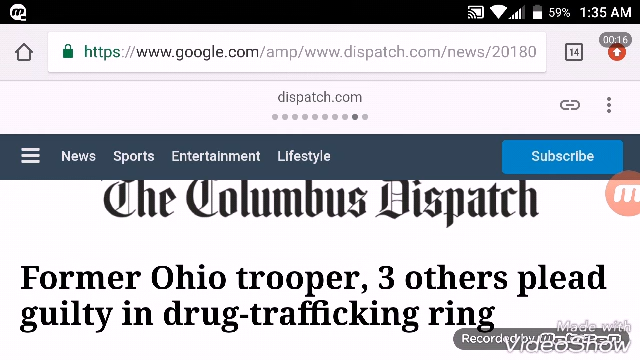 59% 1:35 AM
https://www.google.com/amp/www.dispatch.com/news/20180
14
00:16
dispatch.com
News Sports Entertainment Lifestyle Subscribe
The Columbus Dispatch
Former Ohio trooper, 3 others plead
guilty in drug-trafficking ring
Made with
Recorded by
VideoShow